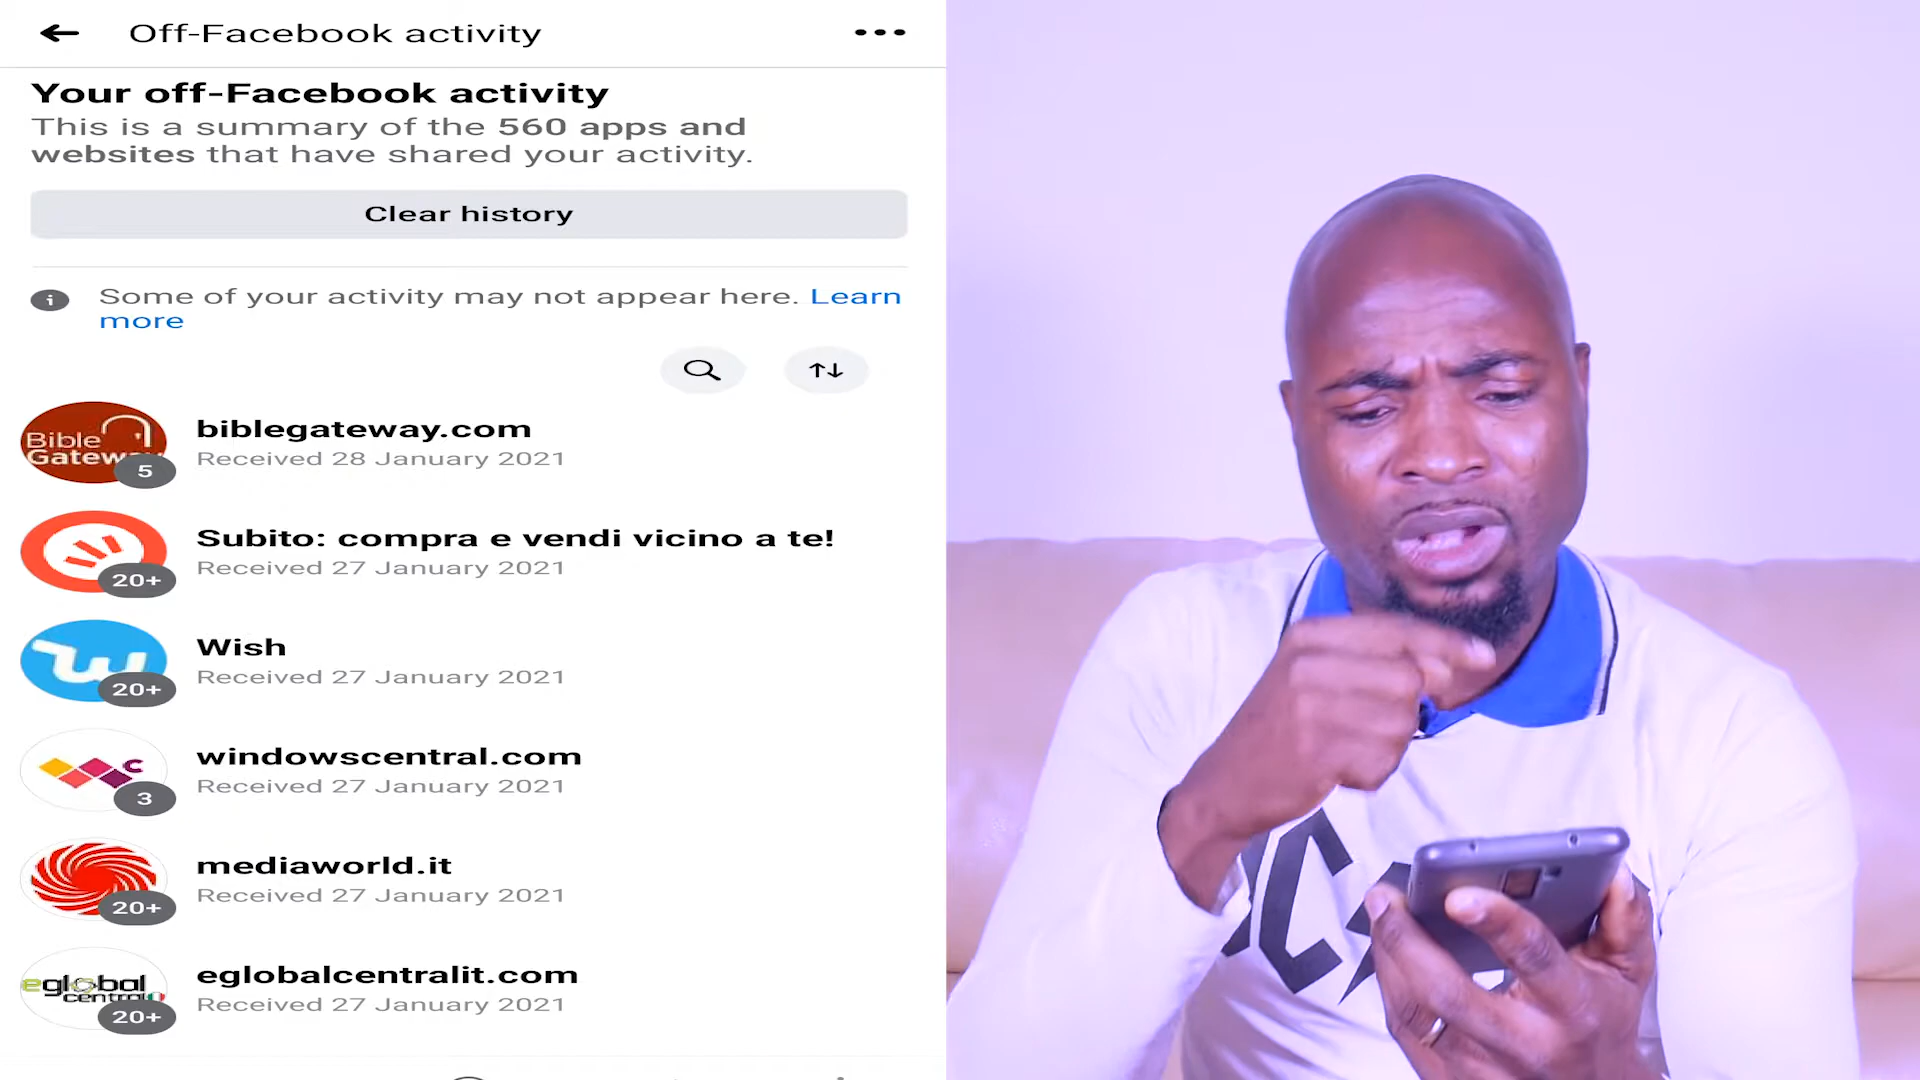 Off-Facebook activity
Your off-Facebook activity
This is a summary of the 560 apps and
websites that have shared your activity.
Clear history
Some of your activity may not appear here. Learn
more
Bible
Gateway
5
biblegateway.com
Received 28 January 2021
20+
Subito: compra e vendi vicino a te!
Received 27 January 2021
20+
Wish
Received 27 January 2021
c
3
windowscentral.com
Received 27 January 2021
20+
mediaworld.it
Received 27 January 2021
eglobal
central
20+
eglobalcentralit.com
Received 27 January 2021